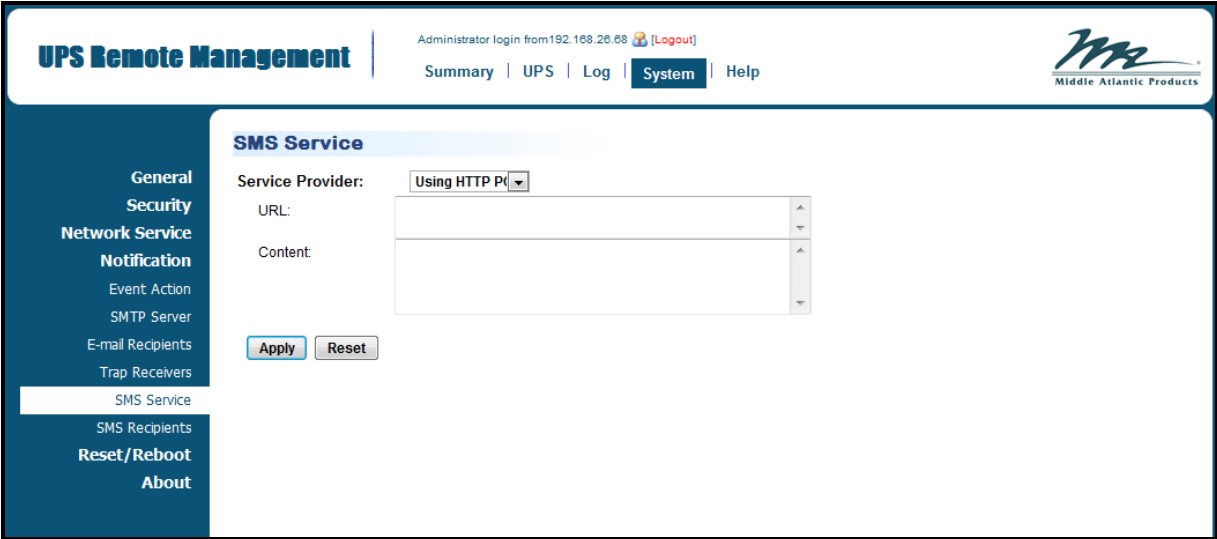 UPS Remote Management
Administrator login from192.168.26.68 [Logout]
Summary | UPS | Log | System | Help
Middle Atlantic Products
SMS Service
General
Security
Network Service
Notification
Event Action
SMTP Server
E-mail Recipients
Trap Receivers
SMS Service
SMS Recipients
Reset/Reboot
About
Service Provider: Using HTTP PO
URL:
Content:
Apply Reset